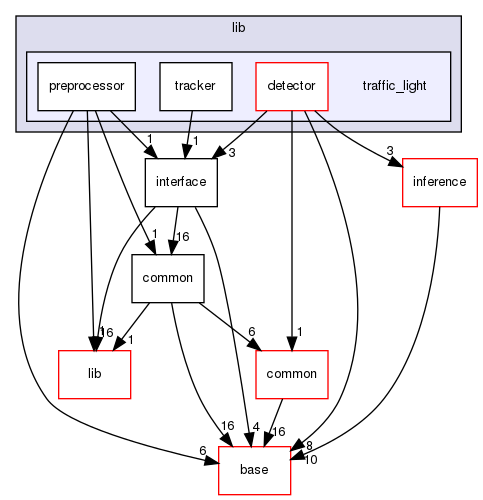 lib
preprocessor
tracker
detector
traffic_light
1
1
3
3
interface
inference
1
16
common
16
1
6
1
lib
common
16
4
16
8
6
10
base